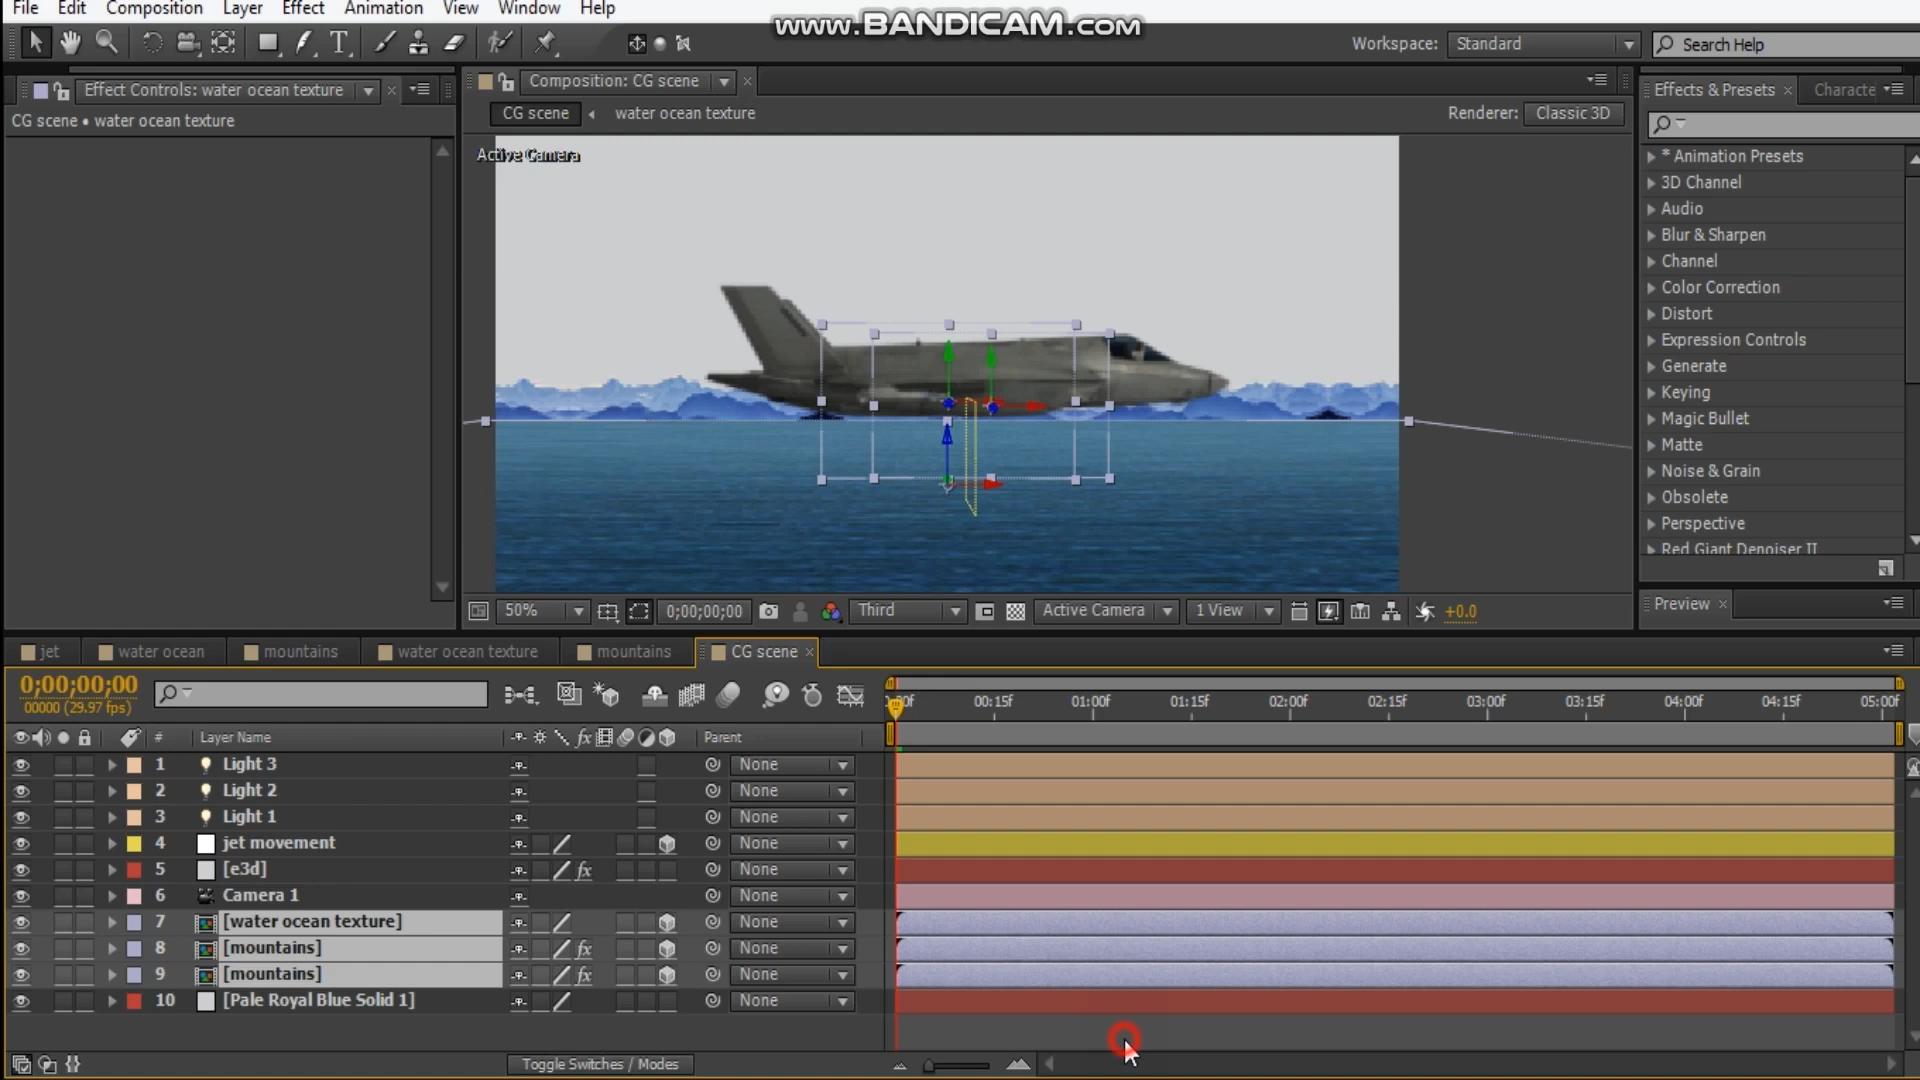 File Edit Composition Layer Effect Animation View Window Help
www.BANDICAM.com
Workspace: Standard Search Help
Effect Controls: water ocean texture
Composition: CG scene
Effects & Presets Characte
CG scene water ocean texture
Renderer: Classic 3D
CG scene • water ocean texture
Active Camera
* Animation Presets
3D Channel
Audio
Blur & Sharpen
Channel
Color Correction
Distort
Expression Controls
Generate
Keying
Magic Bullet
Matte
Noise & Grain
Obsolete
Perspective
Red Giant Denoiser II
50% 0;00;00;00 Third Active Camera 1 View +0.0
Preview
jet water ocean mountains water ocean texture mountains CG scene
0;00;00;00
00000 (29.97 fps)
00:15f 01:00f 01:15f 02:00f 02:15f 03:00f 03:15f 04:00f 04:15f 05:00f
# Layer Name fx Parent
1 Light 3 None
2 Light 2 None
3 Light 1 None
4 jet movement None
5 [e3d] fx None
6 Camera 1 None
7 [water ocean texture] None
8 [mountains] fx None
9 [mountains] fx None
10 [Pale Royal Blue Solid 1] None
Toggle Switches / Modes